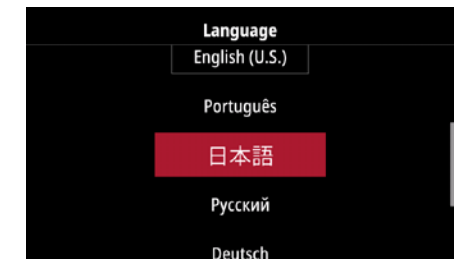 Language
English (U.S.)
Português
日本語
Русский
Deutsch